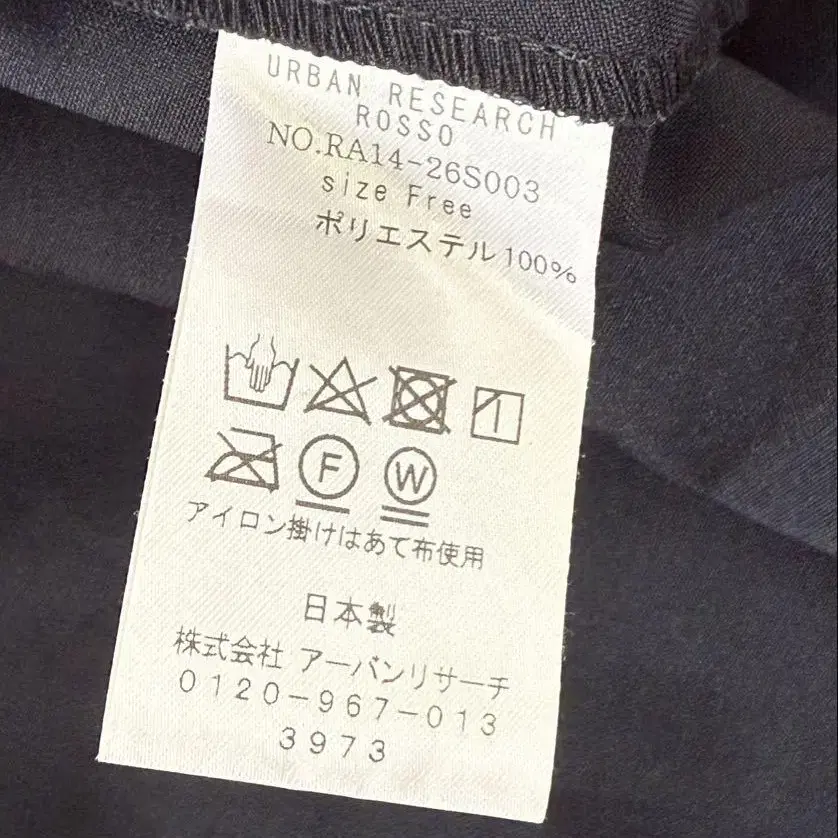 URBAN RESEARCH
ROSSO
NO.RA14-26S003
size Free
ポリエステル100%
F W
アイロン掛けはあて布使用
日本製
株式会社 アーバンリサーチ
0120-967-013
3973